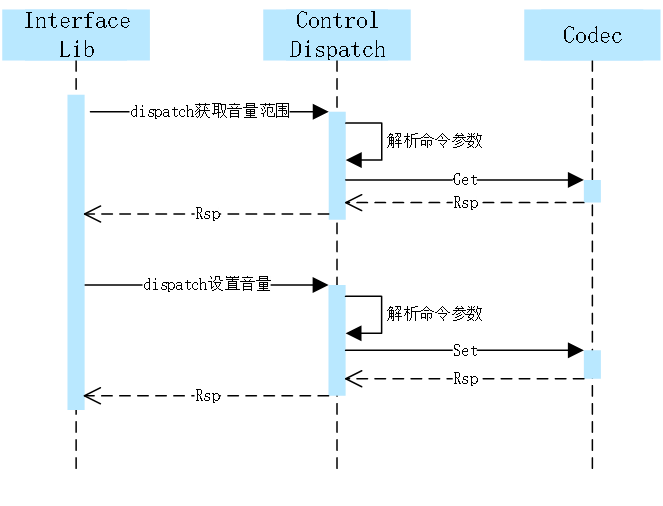 Interface
Lib
Control
Dispatch
Codec
dispatch获取音量范围
解析命令参数
Get
Rsp
Rsp
dispatch设置音量
解析命令参数
Set
Rsp
Rsp